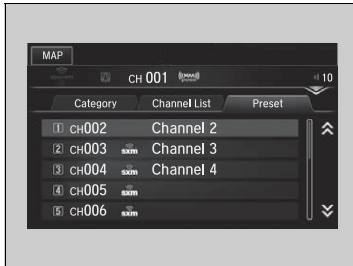 MAP
CH 001 ((XM)) 10
Category Channel List Preset
1 CH002 Channel 2
2 CH003 sxm Channel 3
3 CH004 sxm Channel 4
4 CH005 sxm
5 CH006 sxm